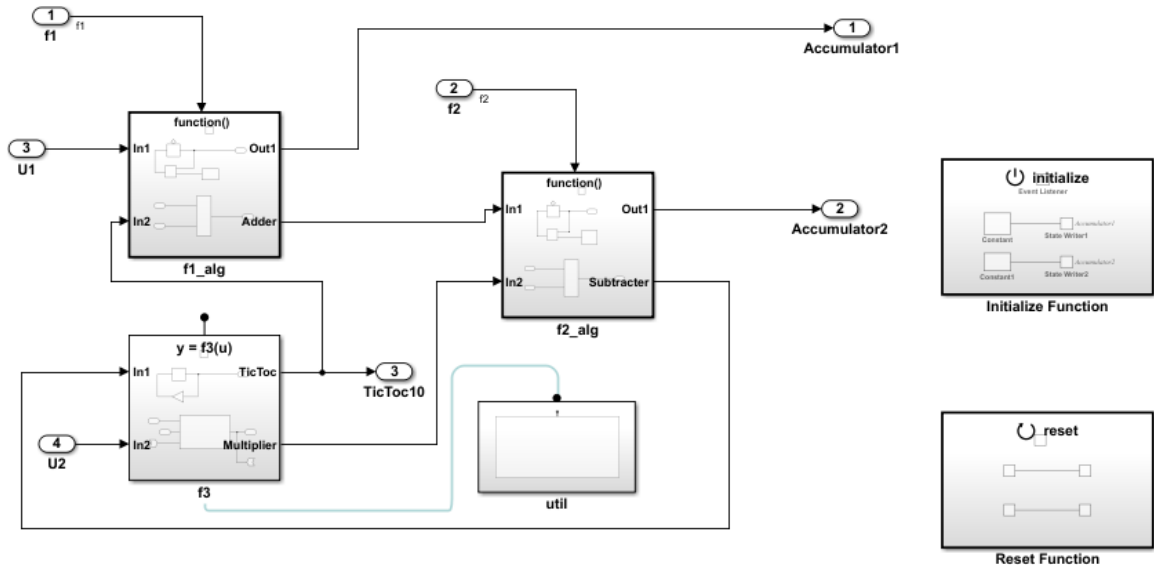 1
f1
f1
1
Accumulator1
2
f2
f2
function()
3
U1
In1
Out1
In2
Adder
f1_alg
function()
In1
Out1
In2
Subtracter
f2_alg
2
Accumulator2
initialize
Event Listener
Accumulator1
Constant
State Writer1
Accumulator2
Constant1
State Writer2
Initialize Function
y = f3(u)
In1
TicToc
3
TicToc10
4
U2
In2
Multiplier
f3
util
reset
Reset Function